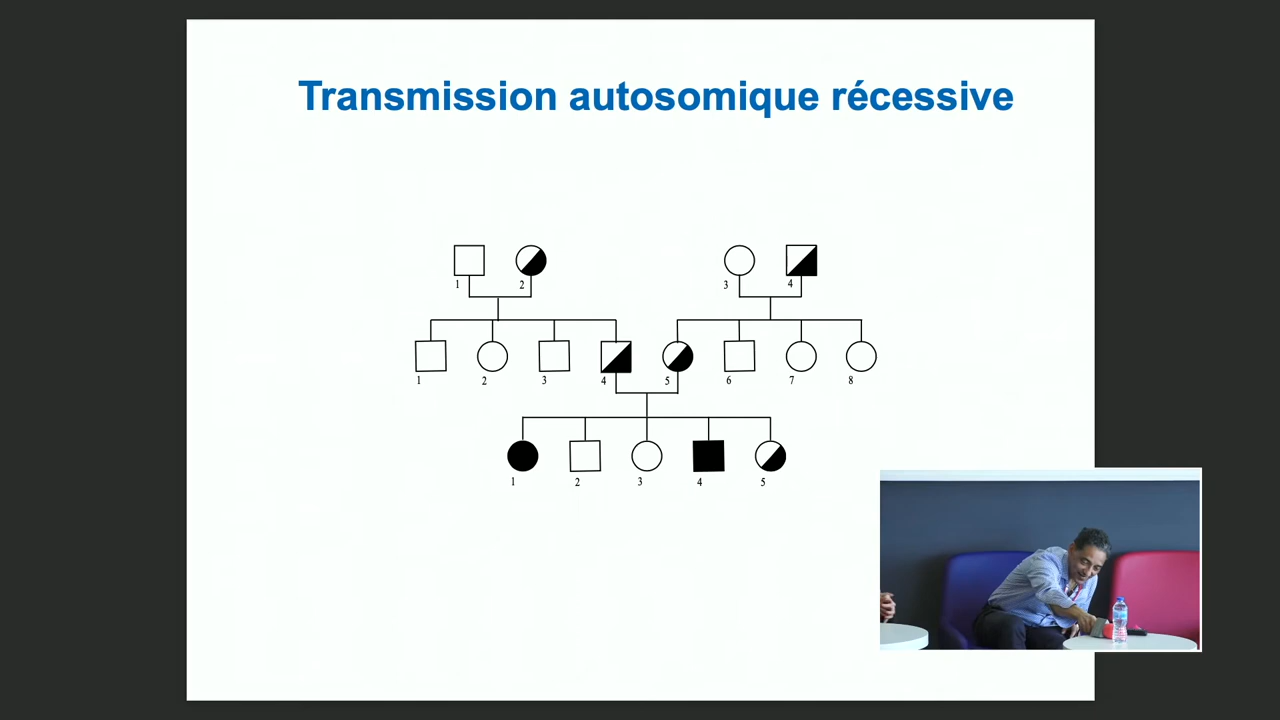 Transmission autosomique récessive
1 2 3 4
1 2 3 4 5 6 7 8
1 2 3 4 5